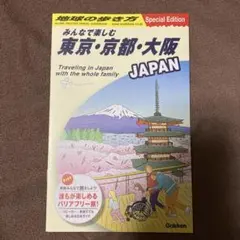 地球の歩き方
Special Edition
みんなで楽しむ
東京・京都・大阪
Traveling in Japan
with the whole family
JAPAN
誰もが楽しめる
バリアフリー旅!
Gakken